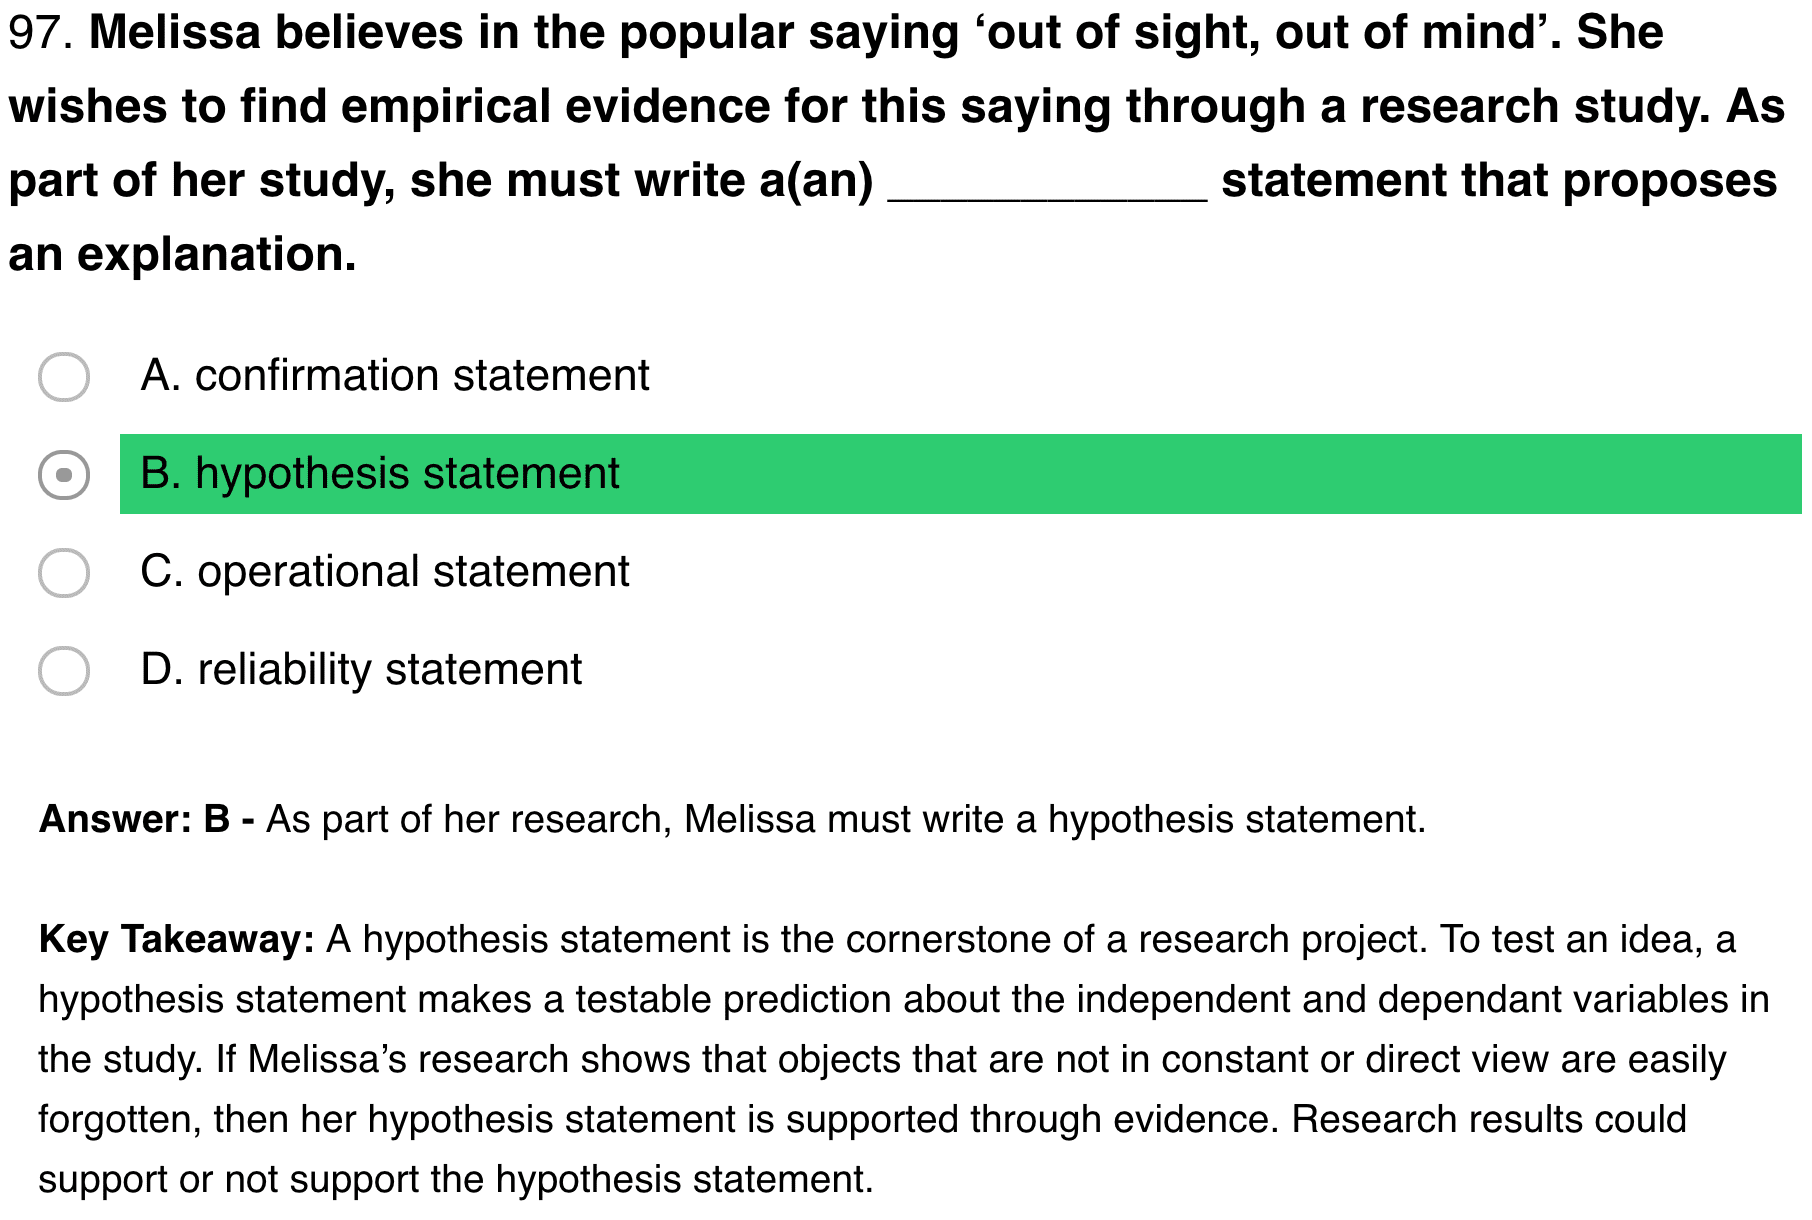 97. Melissa believes in the popular saying ‘out of sight, out of mind’. She
wishes to find empirical evidence for this saying through a research study. As
part of her study, she must write a(an) _____________ statement that proposes
an explanation.
A. confirmation statement
B. hypothesis statement
C. operational statement
D. reliability statement
Answer: B - As part of her research, Melissa must write a hypothesis statement.
Key Takeaway: A hypothesis statement is the cornerstone of a research project. To test an idea, a
hypothesis statement makes a testable prediction about the independent and dependant variables in
the study. If Melissa’s research shows that objects that are not in constant or direct view are easily
forgotten, then her hypothesis statement is supported through evidence. Research results could
support or not support the hypothesis statement.